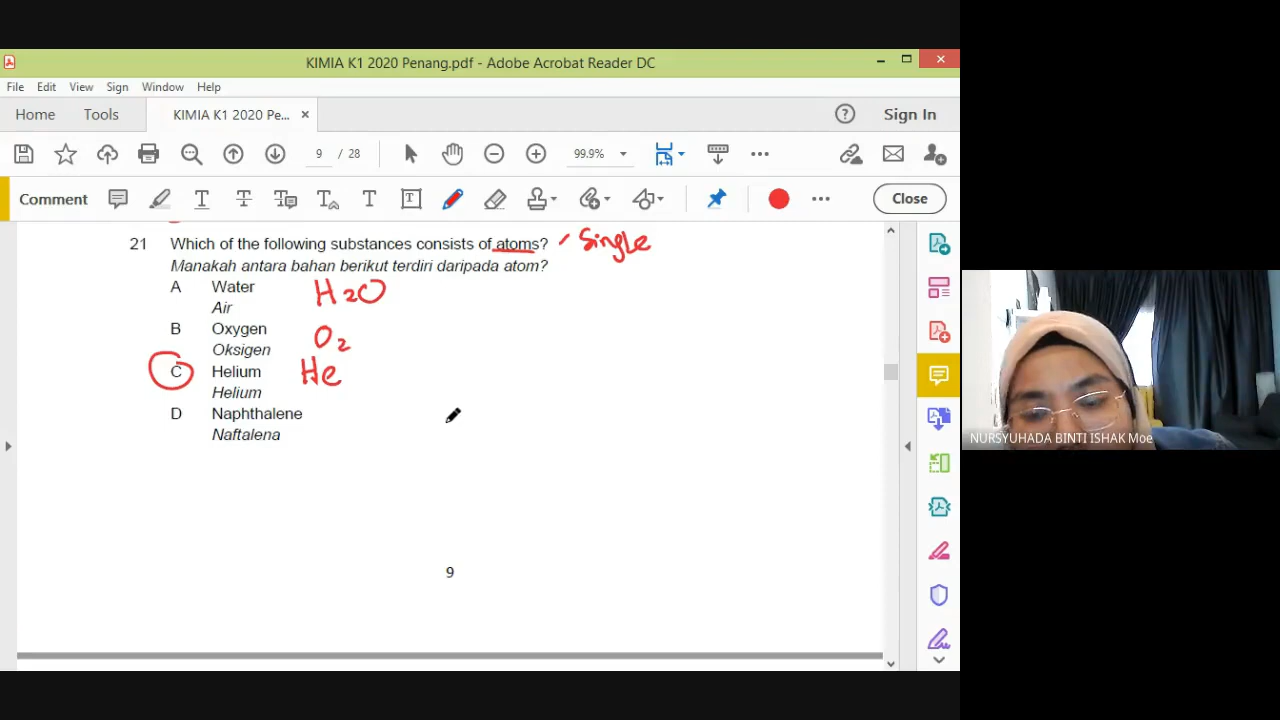 KIMIA K1 2020 Penang.pdf - Adobe Acrobat Reader DC
File Edit View Sign Window Help
Home Tools KIMIA K1 2020 Pe... × ? Sign In
9 / 28 99.9%
Comment Close
21 Which of the following substances consists of atoms? Single
Manakah antara bahan berikut terdiri daripada atom?
A Water H2O
Air
B Oxygen O2
Oksigen
C Helium He
Helium
D Naphthalene
Naftalena
9
NURSYUHADA BINTI ISHAK Moe